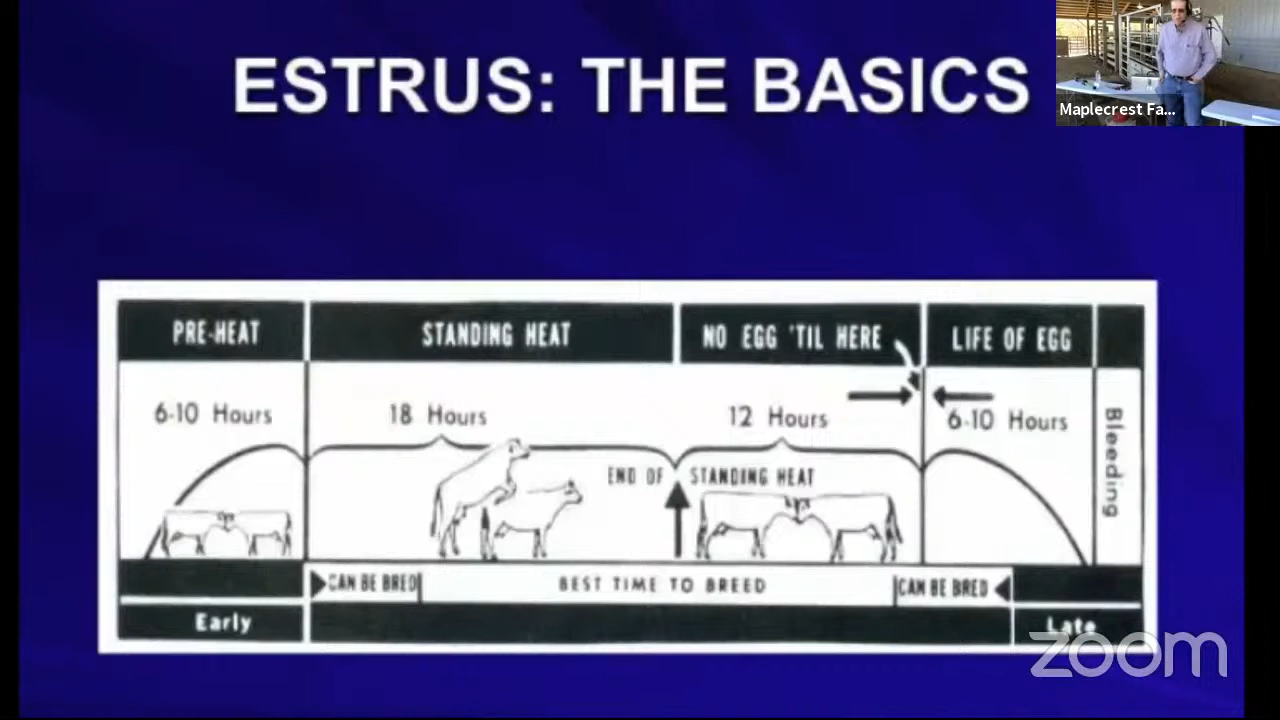 ESTRUS: THE BASICS
Maplecrest Fa...
PRE-HEAT
STANDING HEAT
NO EGG 'TIL HERE
LIFE OF EGG
6-10 Hours
18 Hours
12 Hours
6-10 Hours
Bleeding
END OF STANDING HEAT
CAN BE BRED
BEST TIME TO BREED
CAN BE BRED
Early
Late
zoom